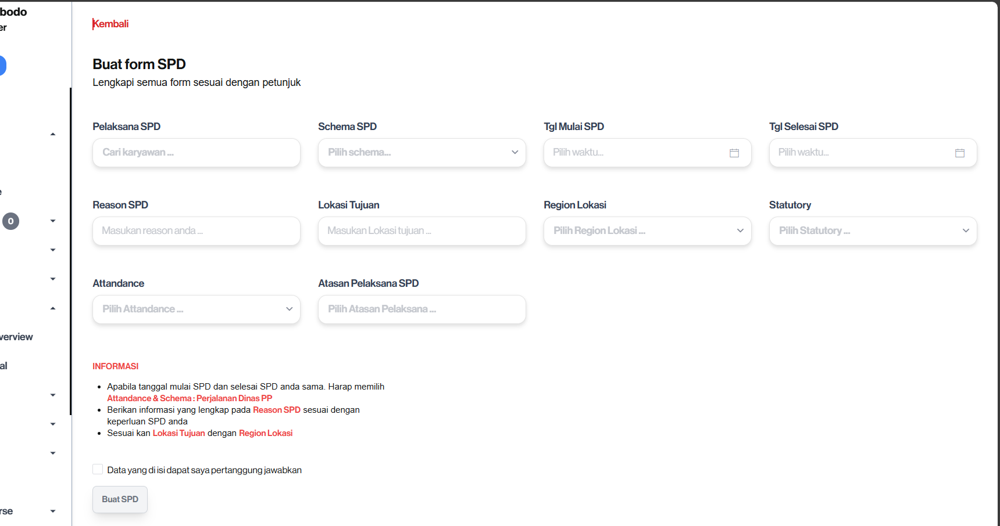 bodo
er
Kembali
Buat form SPD
Lengkapi semua form sesuai dengan petunjuk
Pelaksana SPD
Schema SPD
Tgl Mulai SPD
Tgl Selesai SPD
Cari karyawan ...
Pilih schema...
Pilih waktu...
Pilih waktu...
e
Reason SPD
Lokasi Tujuan
Region Lokasi
Statutory
0
Masukan reason anda ...
Masukan Lokasi tujuan ...
Pilih Region Lokasi ...
Pilih Statutory ...
Attandance
Atasan Pelaksana SPD
Pilih Attandance ...
Pilih Atasan Pelaksana ...
verview
al
INFORMASI
Apabila tanggal mulai SPD dan selesai SPD anda sama. Harap memilih
Attandance & Schema : Perjalanan Dinas PP
Berikan informasi yang lengkap pada Reason SPD sesuai dengan
keperluan SPD anda
Sesuai kan Lokasi Tujuan dengan Region Lokasi
Data yang di isi dapat saya pertanggung jawabkan
Buat SPD
rse